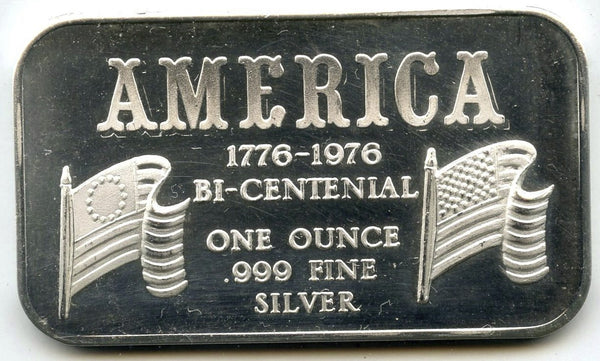 AMERICA
1776-1976
BI-CENTENIAL
ONE OUNCE
.999 FINE
SILVER